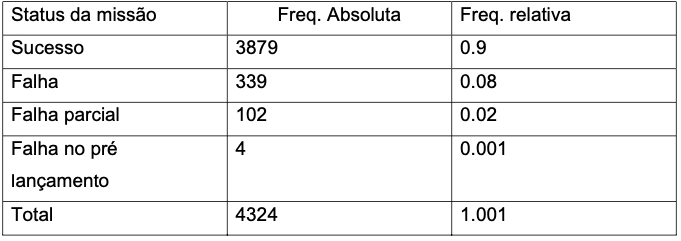 Status da missão Freq. Absoluta Freq. relativa
Sucesso 3879 0.9
Falha 339 0.08
Falha parcial 102 0.02
Falha no pré 4 0.001
lançamento
Total 4324 1.001